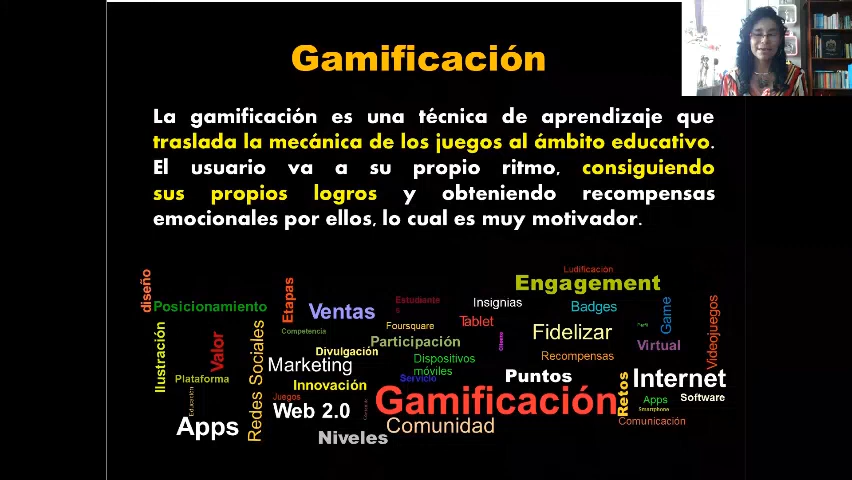 Gamificación
La gamificación es una técnica de aprendizaje que
traslada la mecánica de los juegos al ámbito educativo.
El usuario va a su propio ritmo, consiguiendo
sus propios logros y obteniendo recompensas
emocionales por ellos, lo cual es muy motivador.
Ludificación
diseño
Engagement
Posicionamiento
Etapas
Ventas
Estudiantes
Insignias
Badges
Game
Videojuegos
Ilustración
Valor
Redes Sociales
Competencia
Foursquare
Tablet
Fidelizar
Perfil
Participación
Virtual
Divulgación
Marketing
Dispositivos
móviles
Recompensas
Plataforma
Innovación
Servicio
Puntos
Retos
Internet
Educación
Juegos
Web 2.0
Gamificación
Apps
Software
Smartphone
Apps
Niveles
Comunidad
Comunicación